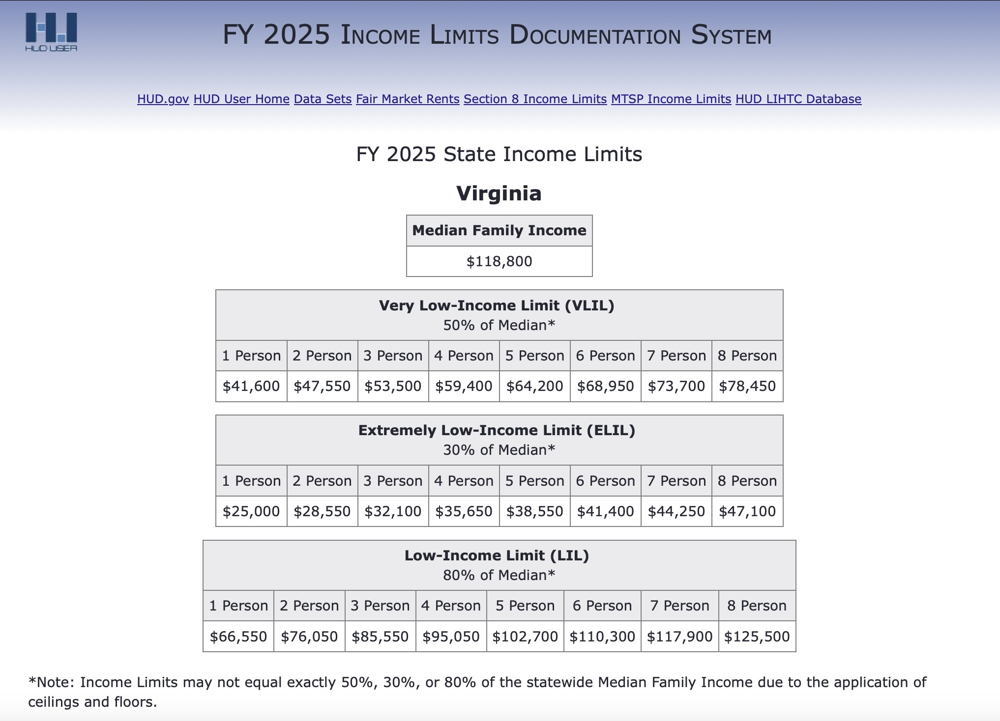 HUD USER
FY 2025 Income Limits Documentation System
HUD.gov HUD User Home Data Sets Fair Market Rents Section 8 Income Limits MTSP Income Limits HUD LIHTC Database
FY 2025 State Income Limits
Virginia
Median Family Income
$118,800
Very Low-Income Limit (VLIL)
50% of Median*
1 Person 2 Person 3 Person 4 Person 5 Person 6 Person 7 Person 8 Person
$41,600 $47,550 $53,500 $59,400 $64,200 $68,950 $73,700 $78,450
Extremely Low-Income Limit (ELIL)
30% of Median*
1 Person 2 Person 3 Person 4 Person 5 Person 6 Person 7 Person 8 Person
$25,000 $28,550 $32,100 $35,650 $38,550 $41,400 $44,250 $47,100
Low-Income Limit (LIL)
80% of Median*
1 Person 2 Person 3 Person 4 Person 5 Person 6 Person 7 Person 8 Person
$66,550 $76,050 $85,550 $95,050 $102,700 $110,300 $117,900 $125,500
*Note: Income Limits may not equal exactly 50%, 30%, or 80% of the statewide Median Family Income due to the application of
ceilings and floors.